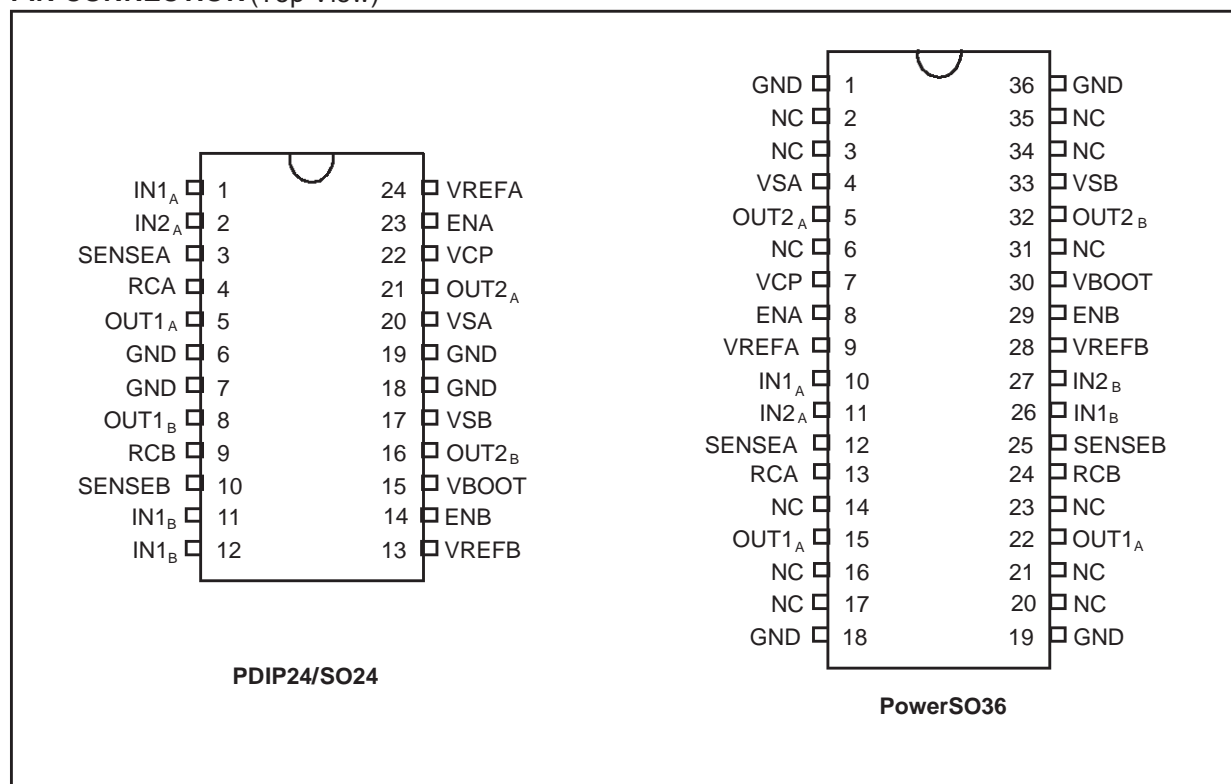 GND 1 36 GND
NC 2 35 NC
NC 3 34 NC
VSA 4 33 VSB
OUT2A 5 32 OUT2B
NC 6 31 NC
VCP 7 30 VBOOT
ENA 8 29 ENB
VREFA 9 28 VREFB
IN1A 10 27 IN2B
IN2A 11 26 IN1B
SENSEA 12 25 SENSEB
RCA 13 24 RCB
NC 14 23 NC
OUT1A 15 22 OUT1A
NC 16 21 NC
NC 17 20 NC
GND 18 19 GND
PowerSO36
IN1A 1 24 VREFA
IN2A 2 23 ENA
SENSEA 3 22 VCP
RCA 4 21 OUT2A
OUT1A 5 20 VSA
GND 6 19 GND
GND 7 18 GND
OUT1B 8 17 VSB
RCB 9 16 OUT2B
SENSEB 10 15 VBOOT
IN1B 11 14 ENB
IN1B 12 13 VREFB
PDIP24/SO24